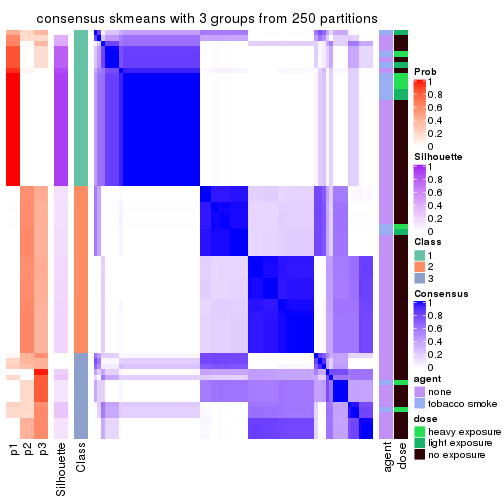 consensus skmeans with 3 groups from 250 partitions
Prob
1
0.8
0.6
0.4
0.2
0
Silhouette
1
0.8
0.6
0.4
0.2
0
Class
1
2
3
Consensus
1
0.8
0.6
0.4
0.2
0
agent
none
tobacco smoke
dose
heavy exposure
light exposure
no exposure
p1
p2
p3
Silhouette
Class
agent
dose